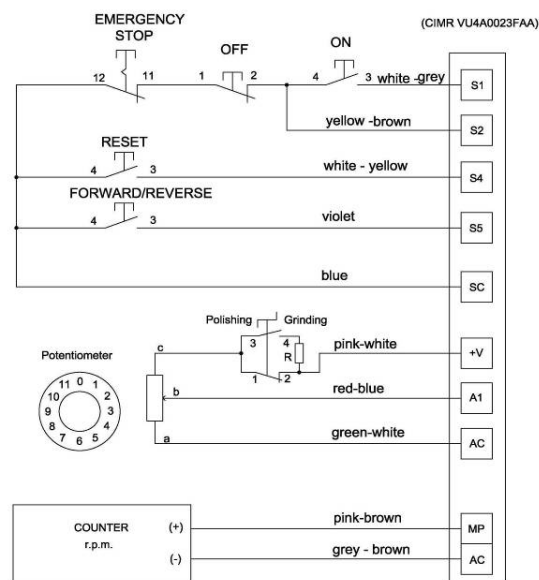 EMERGENCY
STOP
(CIMR VU4A0023FAA)
OFF
ON
12 11 1 2 4 3 white -grey S1
yellow -brown S2
RESET
4 3 white - yellow S4
FORWARD/REVERSE
4 3 violet S5
blue SC
Polishing Grinding
c 3 4 pink-white +V
R
1 2
Potentiometer
11 0 1
10 2
9 3
8 4
7 6 5
b red-blue A1
a green-white AC
COUNTER (+) pink-brown MP
r.p.m.
(-) grey - brown AC